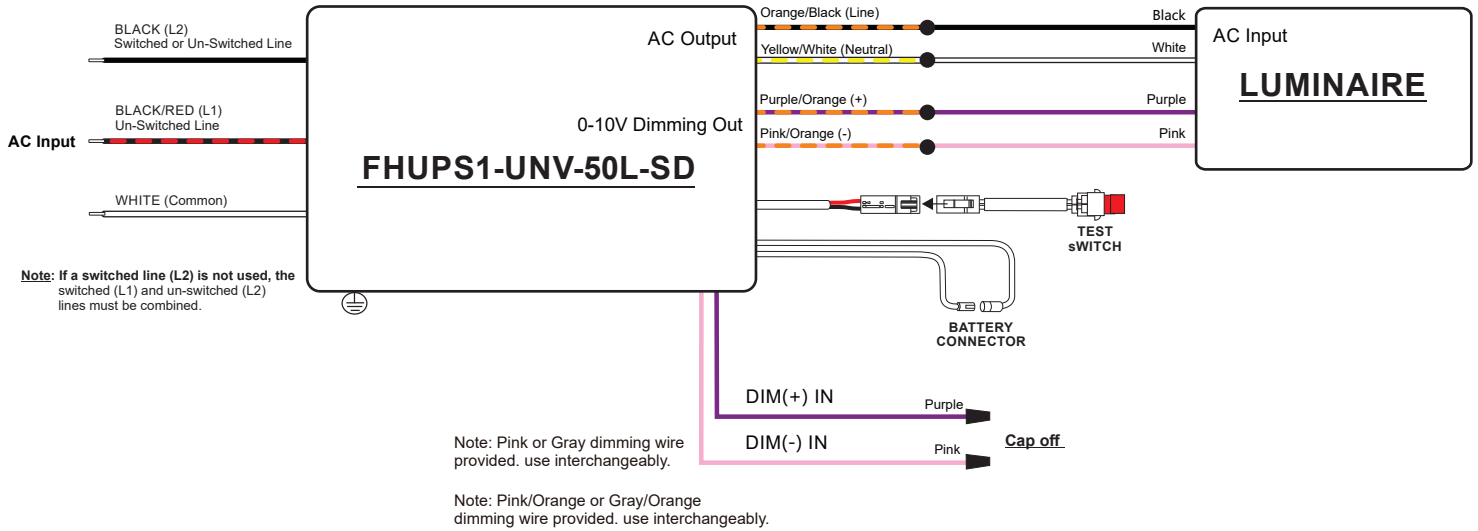 BLACK (L2)
Switched or Un-Switched Line
BLACK/RED (L1)
Un-Switched Line
AC Input
WHITE (Common)
Note: If a switched line (L2) is not used, the
switched (L1) and un-switched (L2)
lines must be combined.
AC Output
0-10V Dimming Out
FHUPS1-UNV-50L-SD
Orange/Black (Line)
Yellow/White (Neutral)
Purple/Orange (+)
Pink/Orange (-)
Black
White
Purple
Pink
AC Input
LUMINAIRE
TEST
sWITCH
BATTERY
CONNECTOR
DIM(+) IN
Purple
DIM(-) IN
Pink
Cap off
Note: Pink or Gray dimming wire
provided. use interchangeably.
Note: Pink/Orange or Gray/Orange
dimming wire provided. use interchangeably.